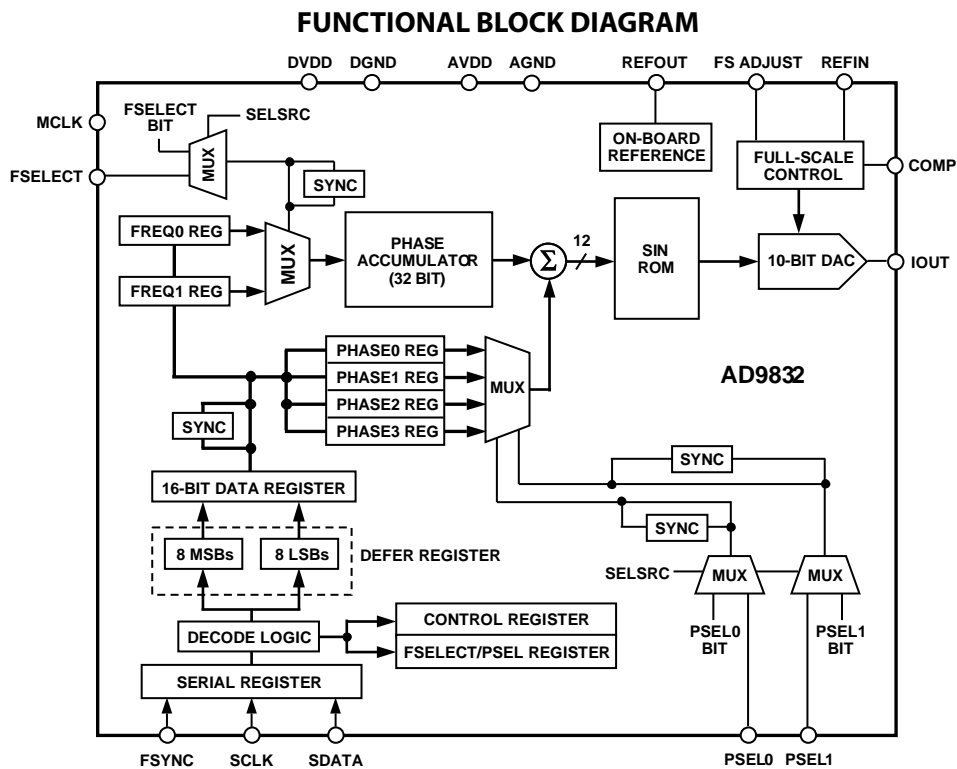 FUNCTIONAL BLOCK DIAGRAM
DVDD
DGND
AVDD
AGND
REFOUT
FS ADJUST
REFIN
MCLK
FSELECT
BIT
SELSRC
FSELECT
MUX
SYNC
ON-BOARD
REFERENCE
FULL-SCALE
CONTROL
COMP
FREQ0 REG
FREQ1 REG
MUX
PHASE
ACCUMULATOR
(32 BIT)
Σ
12
SIN
ROM
10-BIT DAC
IOUT
PHASE0 REG
PHASE1 REG
PHASE2 REG
PHASE3 REG
MUX
AD9832
SYNC
SYNC
SYNC
16-BIT DATA REGISTER
8 MSBs
8 LSBs
DEFER REGISTER
SELSRC
MUX
MUX
PSEL0
BIT
PSEL1
BIT
DECODE LOGIC
CONTROL REGISTER
FSELECT/PSEL REGISTER
SERIAL REGISTER
FSYNC
SCLK
SDATA
PSEL0
PSEL1